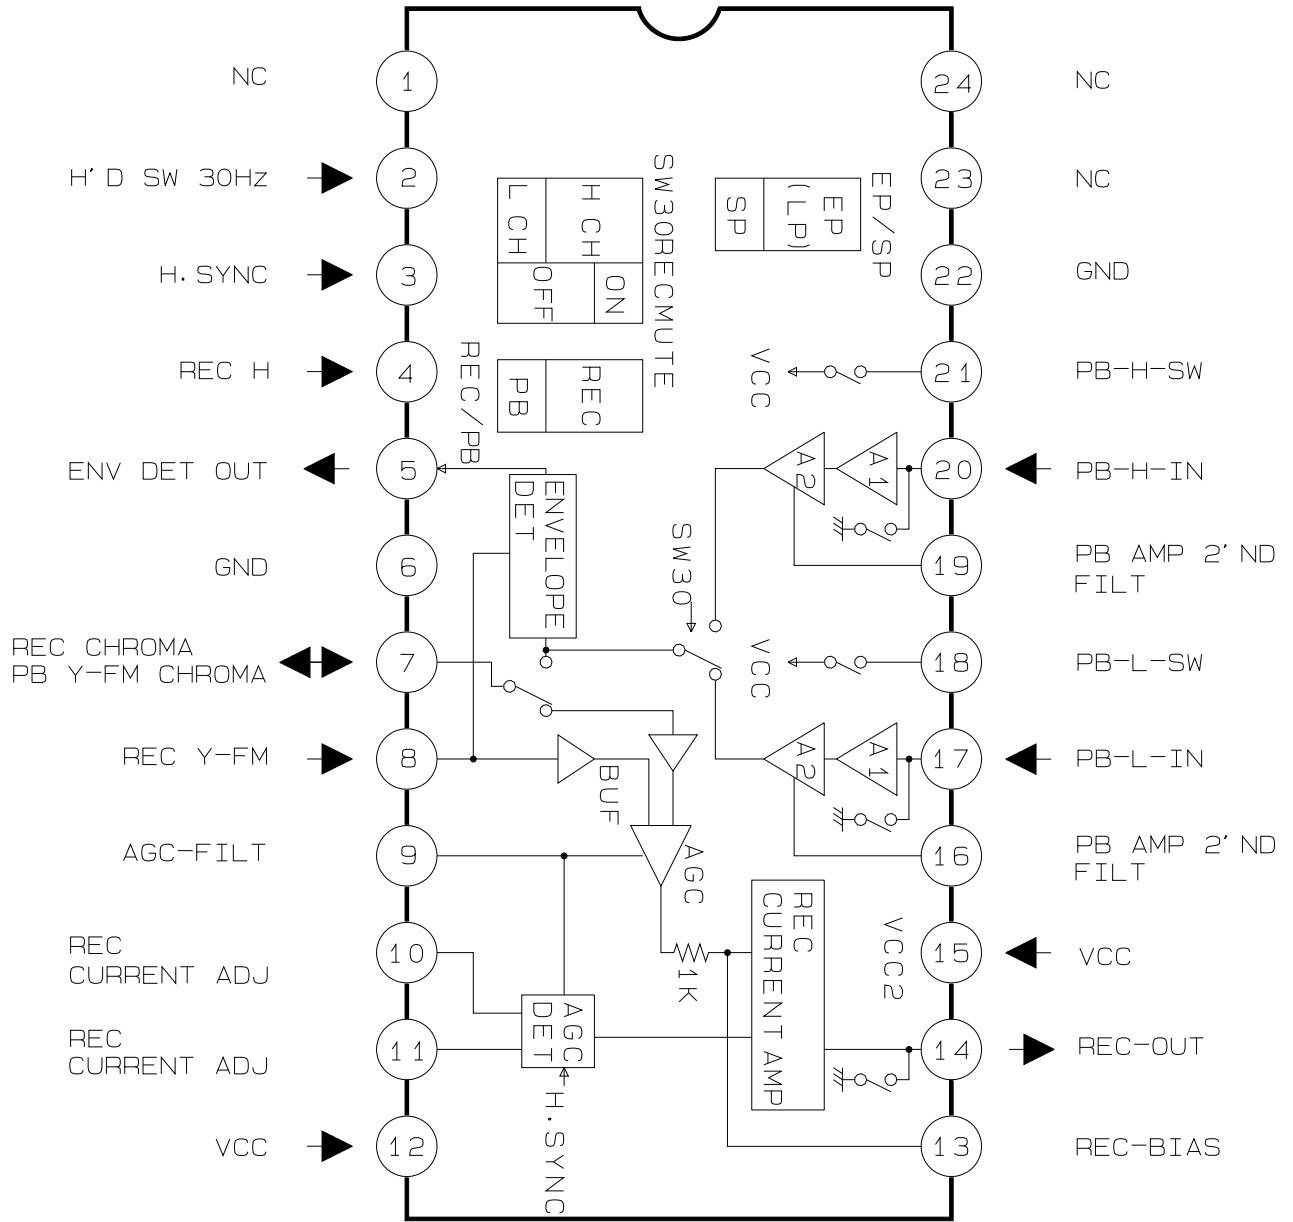 NC
1
H'D SW 30Hz
2
H.SYNC
3
REC H
4
ENV DET OUT
5
GND
6
REC CHROMA
PB Y-FM CHROMA
7
REC Y-FM
8
AGC-FILT
9
REC
CURRENT ADJ
10
REC
CURRENT ADJ
11
VCC
12
SW30RECMUTE
H CH
L CH
ON
OFF
REC
PB
REC/PB
EP/SP
EP
(LP)
SP
VCC
A1
A2
ENVELOPE
DET
SW30
VCC
A1
A2
BUF
AGC
1K
REC
CURRENT AMP
VCC2
AGC
DET
H.SYNC
24
NC
23
NC
22
GND
21
PB-H-SW
20
PB-H-IN
19
PB AMP 2'ND
FILT
18
PB-L-SW
17
PB-L-IN
16
PB AMP 2'ND
FILT
15
VCC
14
REC-OUT
13
REC-BIAS